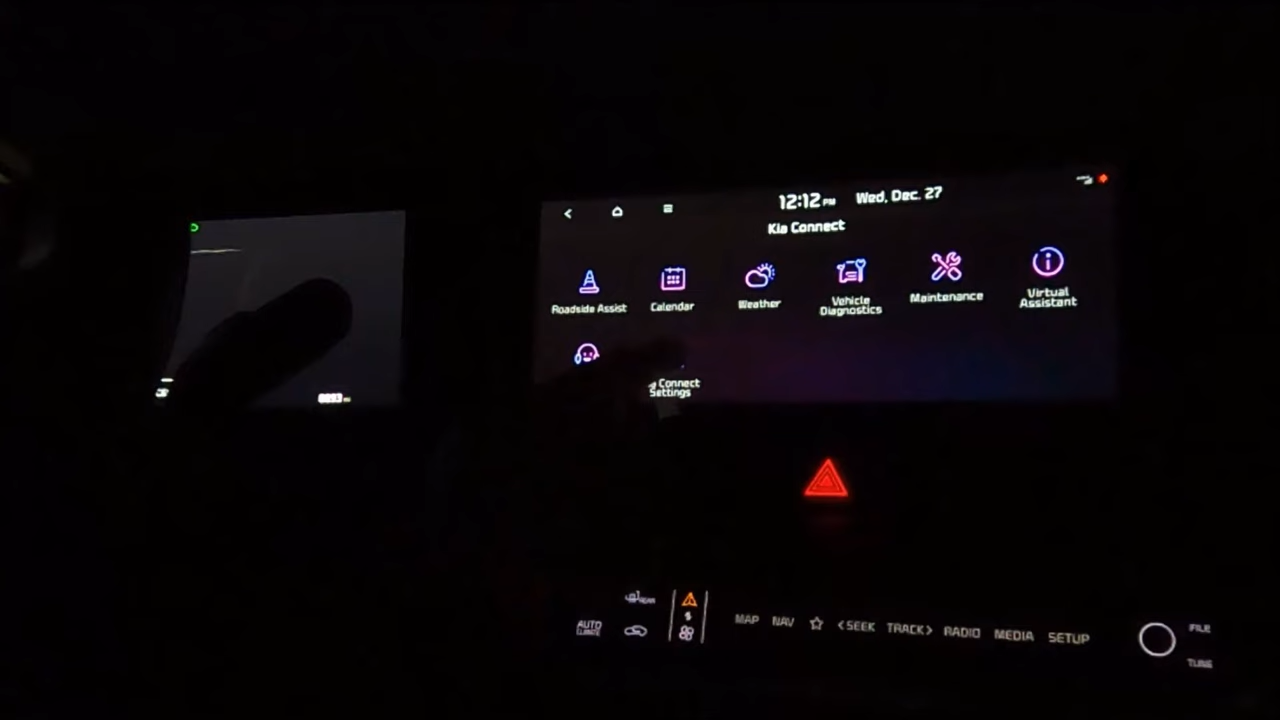 12:12 PM Wed, Dec. 27
Kia Connect
Roadside Assist
Calendar
Weather
Vehicle
Diagnostics
Maintenance
Virtual
Assistant
Connect
Settings
REAR
AUTO
CLIMATE
MAP NAV ☆ <SEEK TRACK> RADIO MEDIA SETUP
FILE
TUNE